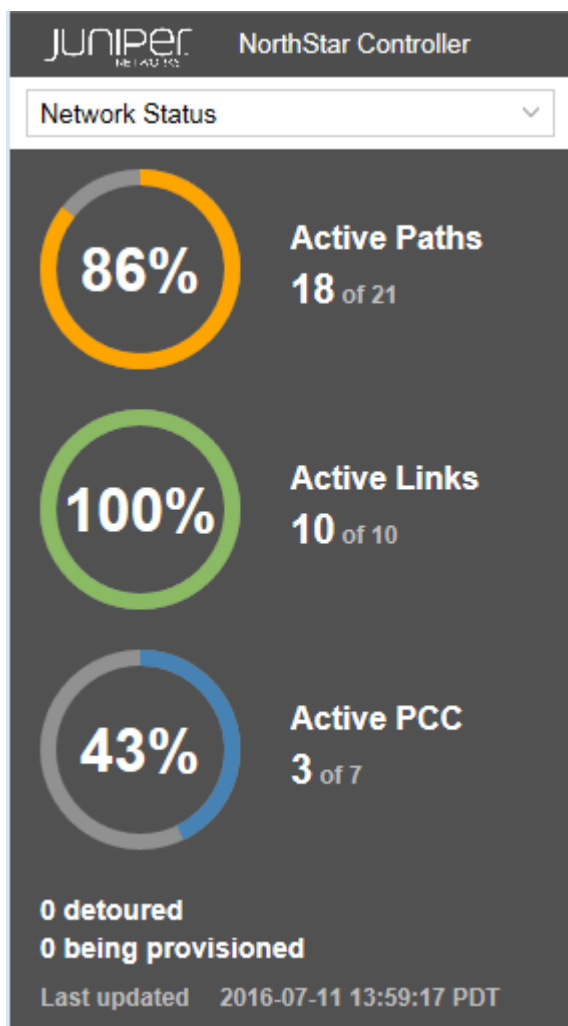 JUNIPER NETWORKS NorthStar Controller
Network Status
86%
Active Paths
18 of 21
100%
Active Links
10 of 10
43%
Active PCC
3 of 7
0 detoured
0 being provisioned
Last updated 2016-07-11 13:59:17 PDT